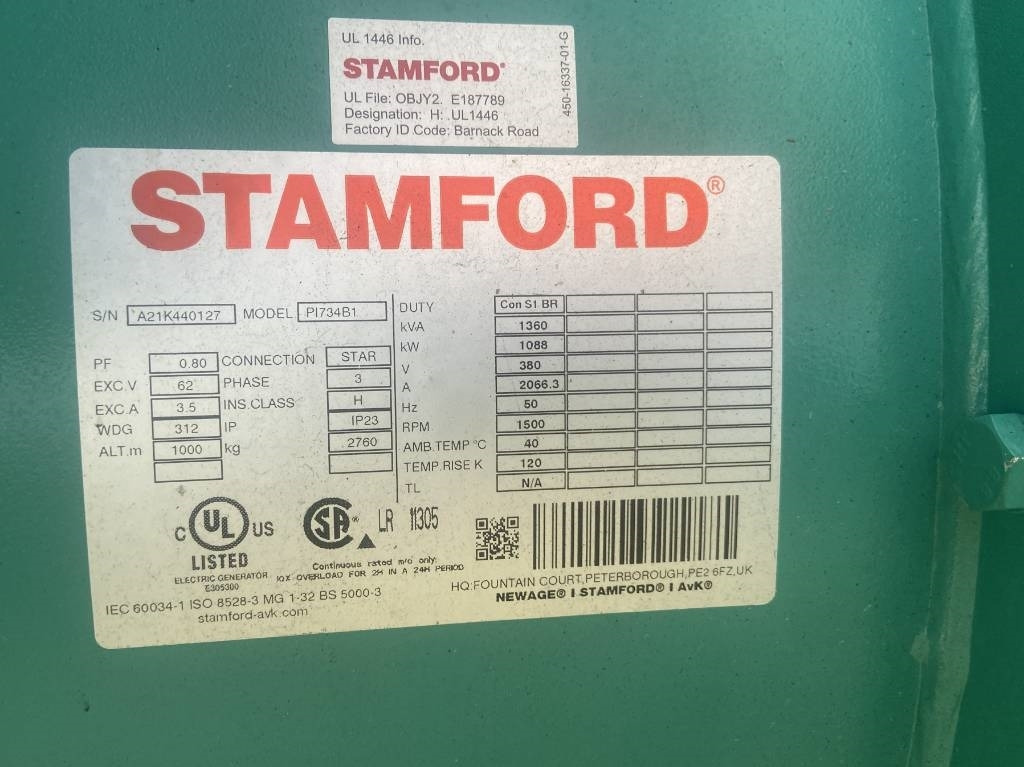 UL 1446 Info.
STAMFORD
UL File: OBJY2. E187789
Designation: H: .UL1446
Factory ID Code: Barnack Road
450-16337-01-G
STAMFORD®
S/N A21K440127 MODEL PI734B1
PF 0.80 CONNECTION STAR
EXC.V 62 PHASE 3
EXC.A 3.5 INS.CLASS H
WDG 312 IP IP23
ALT.m 1000 kg 2760
DUTY Con S1 BR
kVA 1360
kW 1088
V 380
A 2066.3
Hz 50
RPM 1500
AMB.TEMP °C 40
TEMP.RISE K 120
TL N/A
C UL US
LISTED
ELECTRIC GENERATOR
E305300
SA ® LR 11305
Continuous rated m/c only
10% OVERLOAD FOR 2H IN A 24H PERIOD
IEC 60034-1 ISO 8528-3 MG 1-32 BS 5000-3
stamford-avk.com
HQ:FOUNTAIN COURT,PETERBOROUGH,PE2 6FZ,UK
NEWAGE® I STAMFORD® I AvK®